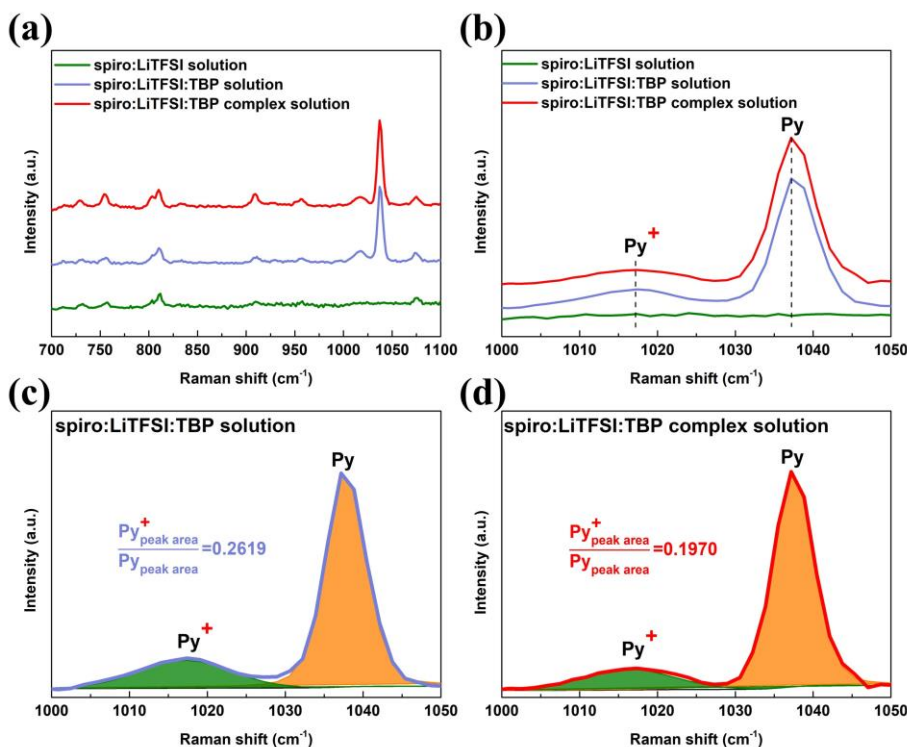 (a)
spiro:LiTFSI solution
spiro:LiTFSI:TBP solution
spiro:LiTFSI:TBP complex solution
Intensity (a.u.)
700 750 800 850 900 950 1000 1050 1100
Raman shift (cm-1)
(b)
spiro:LiTFSI solution
spiro:LiTFSI:TBP solution
spiro:LiTFSI:TBP complex solution
Py
Py+
Intensity (a.u.)
1000 1010 1020 1030 1040 1050
Raman shift (cm-1)
(c)
spiro:LiTFSI:TBP solution
Py
Py+ peak area
=0.2619
Py peak area
Py+
Intensity (a.u.)
1000 1010 1020 1030 1040 1050
Raman shift (cm-1)
(d)
spiro:LiTFSI:TBP complex solution
Py
Py+ peak area
=0.1970
Py peak area
Py+
Intensity (a.u.)
1000 1010 1020 1030 1040 1050
Raman shift (cm-1)